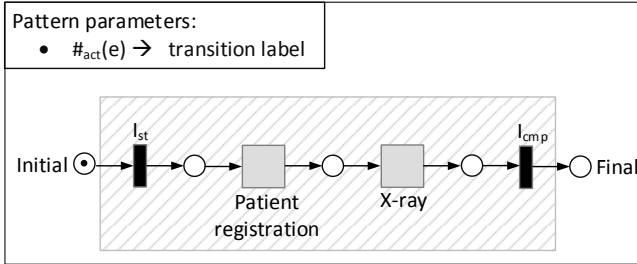 Pattern parameters:
• #act(e) → transition label
Ist
Icmp
Initial
Final
Patient
registration
X-ray